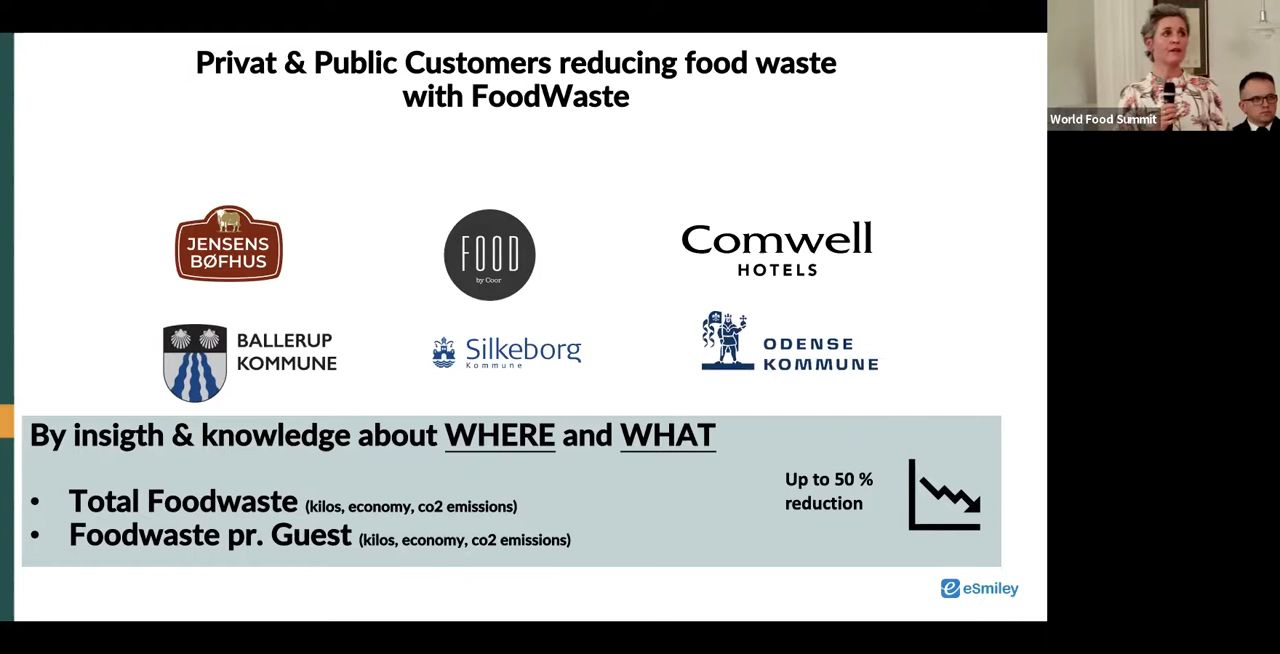 Privat & Public Customers reducing food waste
with FoodWaste
World Food Summit
JENSENS
BØFHUS
FOOD
by Coor
Comwell
HOTELS
BALLERUP
KOMMUNE
Silkeborg
Kommune
ODENSE
KOMMUNE
By insigth & knowledge about WHERE and WHAT
• Total Foodwaste (kilos, economy, co2 emissions)
• Foodwaste pr. Guest (kilos, economy, co2 emissions)
Up to 50 %
reduction
eSmiley